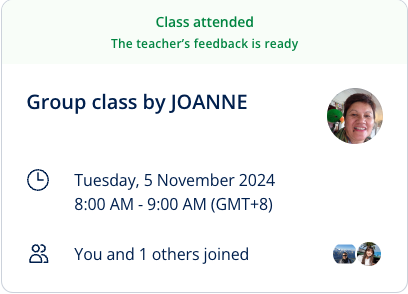 Class attended
The teacher’s feedback is ready
Group class by JOANNE
Tuesday, 5 November 2024
8:00 AM - 9:00 AM (GMT+8)
You and 1 others joined